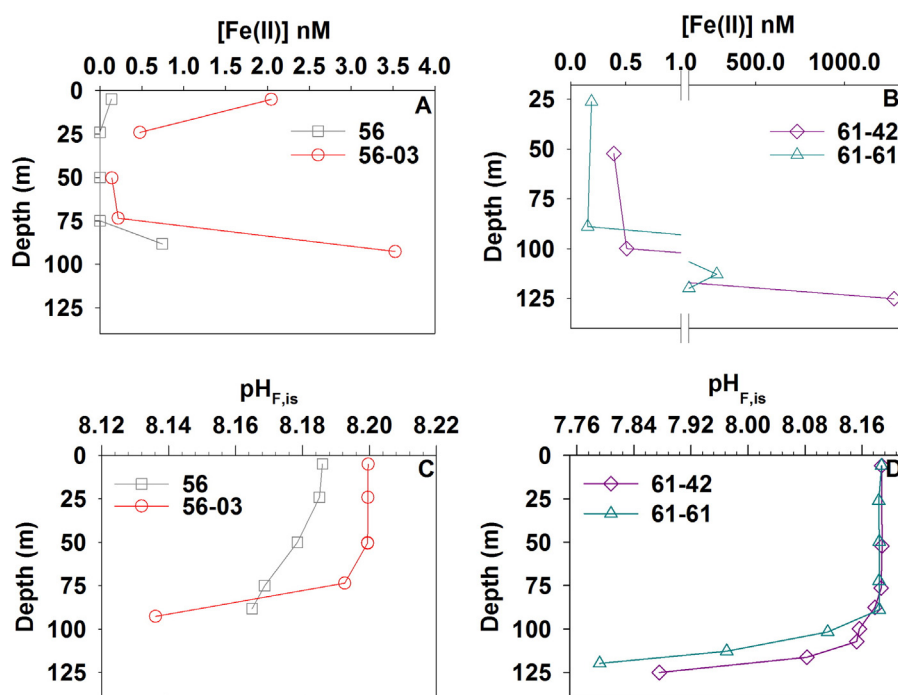 [Fe(II)] nM
0.0 0.5 1.0 1.5 2.0 2.5 3.0 3.5 4.0
0
25
50
75
100
125
Depth (m)
A
56
56-03
[Fe(II)] nM
0.0 0.5 1.0 500.0 1000.0
25
50
75
100
125
Depth (m)
B
61-42
61-61
pHF,is
8.12 8.14 8.16 8.18 8.20 8.22
0
25
50
75
100
125
Depth (m)
C
56
56-03
pHF,is
7.76 7.84 7.92 8.00 8.08 8.16
0
25
50
75
100
125
Depth (m)
D
61-42
61-61